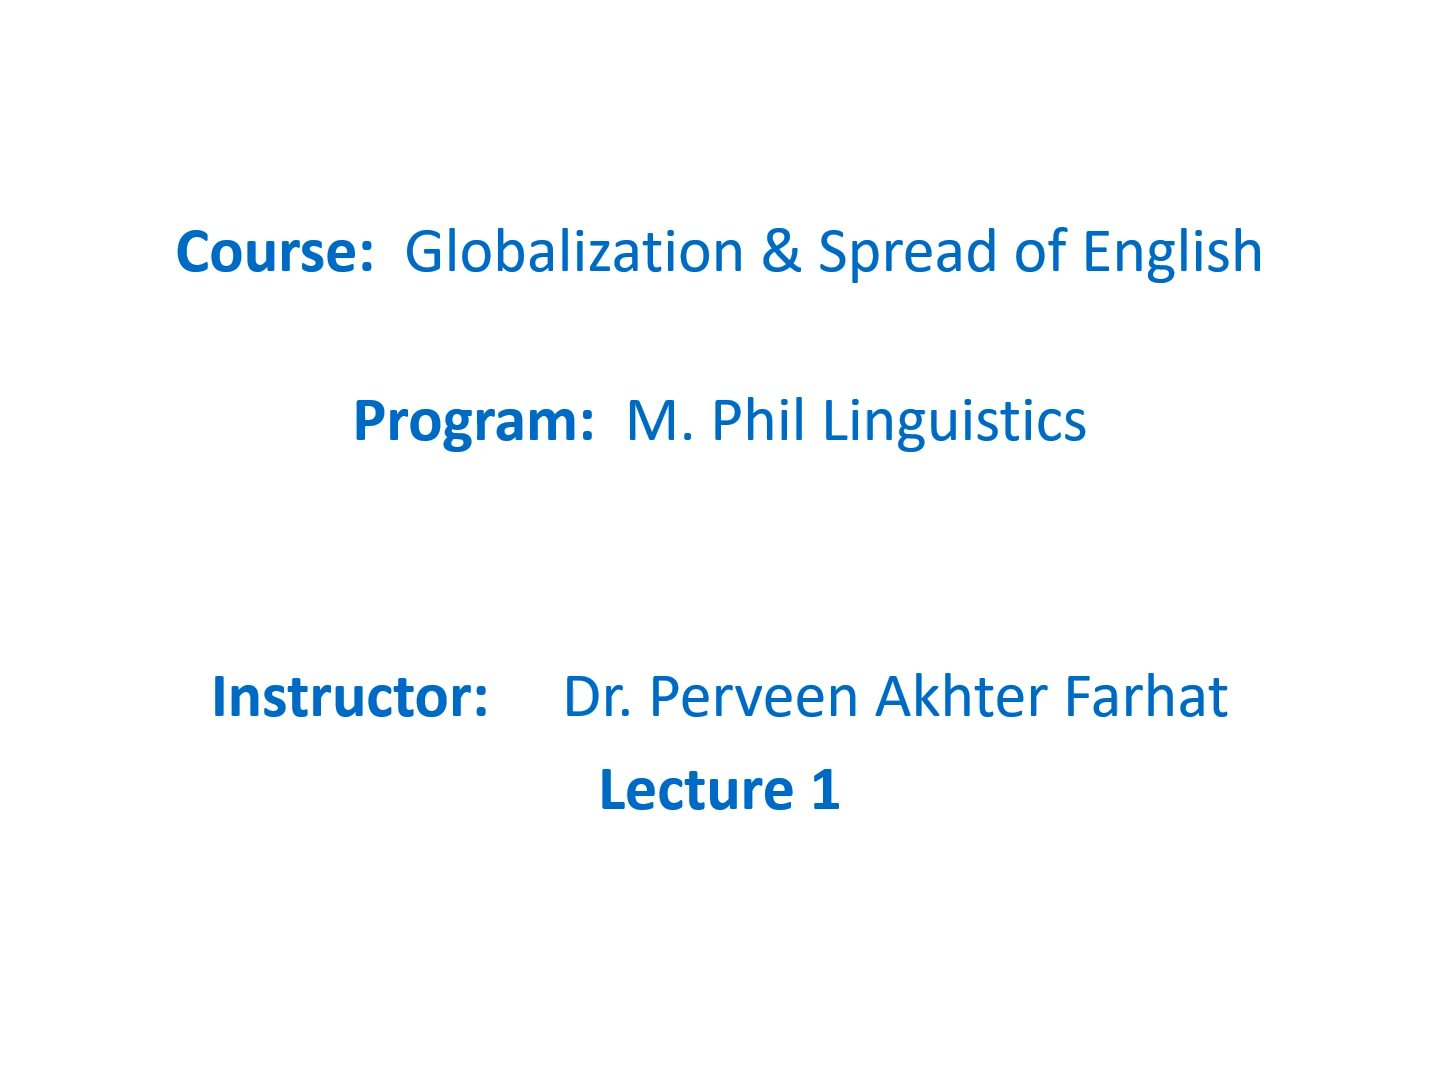 Course: Globalization & Spread of English
Program: M. Phil Linguistics
Instructor: Dr. Perveen Akhter Farhat
Lecture 1